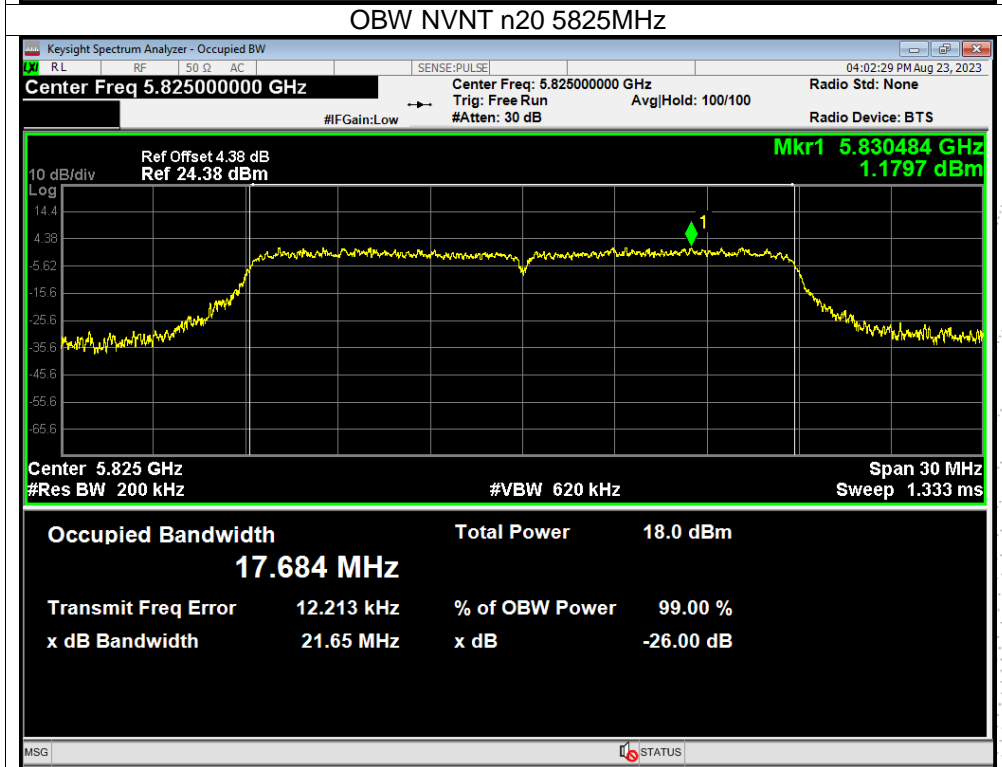 OBW NVNT n20 5825MHz
Keysight Spectrum Analyzer - Occupied BW
LXI RL RF 50 Ω AC SENSE:PULSE 04:02:29 PM Aug 23, 2023
Center Freq 5.825000000 GHz Center Freq: 5.825000000 GHz Radio Std: None
Trig: Free Run Avg|Hold: 100/100
#IFGain:Low #Atten: 30 dB Radio Device: BTS
Ref Offset 4.38 dB Mkr1 5.830484 GHz
10 dB/div Ref 24.38 dBm 1.1797 dBm
Log
14.4
1
4.38
-5.62
-15.6
-25.6
-35.6
-45.6
-55.6
-65.6
Center 5.825 GHz Span 30 MHz
#Res BW 200 kHz #VBW 620 kHz Sweep 1.333 ms
Occupied Bandwidth Total Power 18.0 dBm
17.684 MHz
Transmit Freq Error 12.213 kHz % of OBW Power 99.00 %
x dB Bandwidth 21.65 MHz x dB -26.00 dB
MSG STATUS